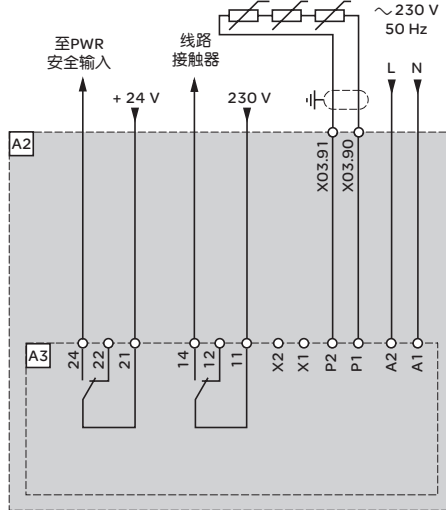 ～230 V
50 Hz
至PWR
安全输入
线路
接触器
+ 24 V
230 V
L
N
A2
X03.91
X03.90
A3
24
22
21
14
12
11
X2
X1
P2
P1
A2
A1